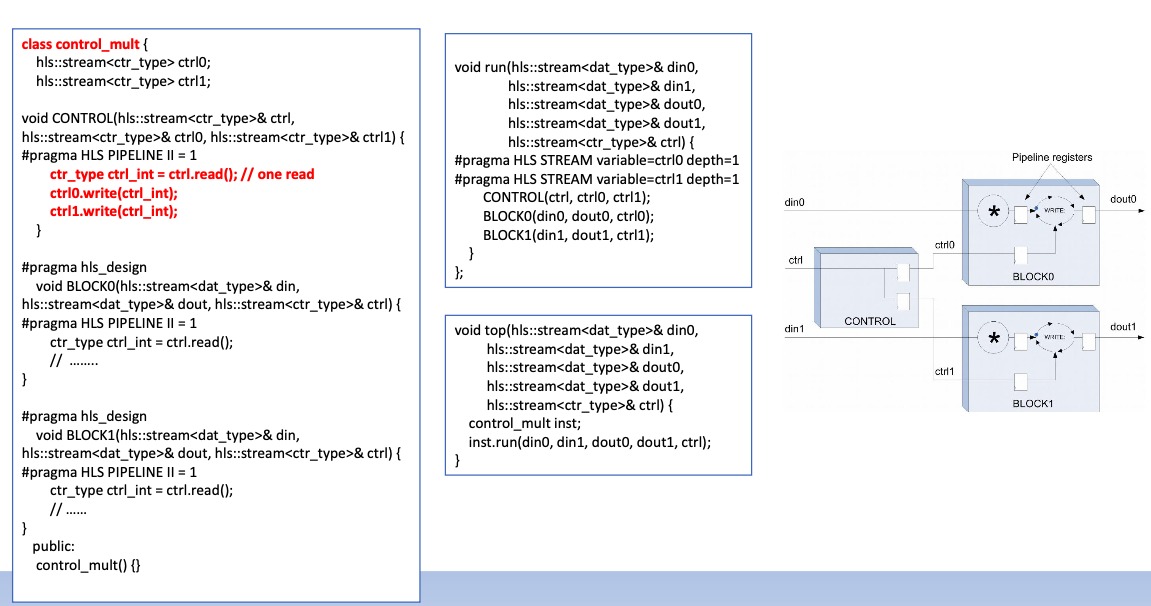 class control_mult {
hls::stream<ctr_type> ctrl0;
hls::stream<ctr_type> ctrl1;
void CONTROL(hls::stream<ctr_type>& ctrl,
hls::stream<ctr_type>& ctrl0, hls::stream<ctr_type>& ctrl1) {
#pragma HLS PIPELINE II = 1
ctr_type ctrl_int = ctrl.read(); // one read
ctrl0.write(ctrl_int);
ctrl1.write(ctrl_int);
}
#pragma hls_design
void BLOCK0(hls::stream<dat_type>& din,
hls::stream<dat_type>& dout, hls::stream<ctr_type>& ctrl) {
#pragma HLS PIPELINE II = 1
ctr_type ctrl_int = ctrl.read();
// ........
}
#pragma hls_design
void BLOCK1(hls::stream<dat_type>& din,
hls::stream<dat_type>& dout, hls::stream<ctr_type>& ctrl) {
#pragma HLS PIPELINE II = 1
ctr_type ctrl_int = ctrl.read();
// ......
}
public:
control_mult() {}
void run(hls::stream<dat_type>& din0,
hls::stream<dat_type>& din1,
hls::stream<dat_type>& dout0,
hls::stream<dat_type>& dout1,
hls::stream<ctr_type>& ctrl) {
#pragma HLS STREAM variable=ctrl0 depth=1
#pragma HLS STREAM variable=ctrl1 depth=1
CONTROL(ctrl, ctrl0, ctrl1);
BLOCK0(din0, dout0, ctrl0);
BLOCK1(din1, dout1, ctrl1);
}
};
void top(hls::stream<dat_type>& din0,
hls::stream<dat_type>& din1,
hls::stream<dat_type>& dout0,
hls::stream<dat_type>& dout1,
hls::stream<ctr_type>& ctrl) {
control_mult inst;
inst.run(din0, din1, dout0, dout1, ctrl);
}
Pipeline registers
din0
dout0
*
WRITE:
ctrl0
ctrl
BLOCK0
CONTROL
din1
dout1
*
WRITE:
ctrl1
BLOCK1